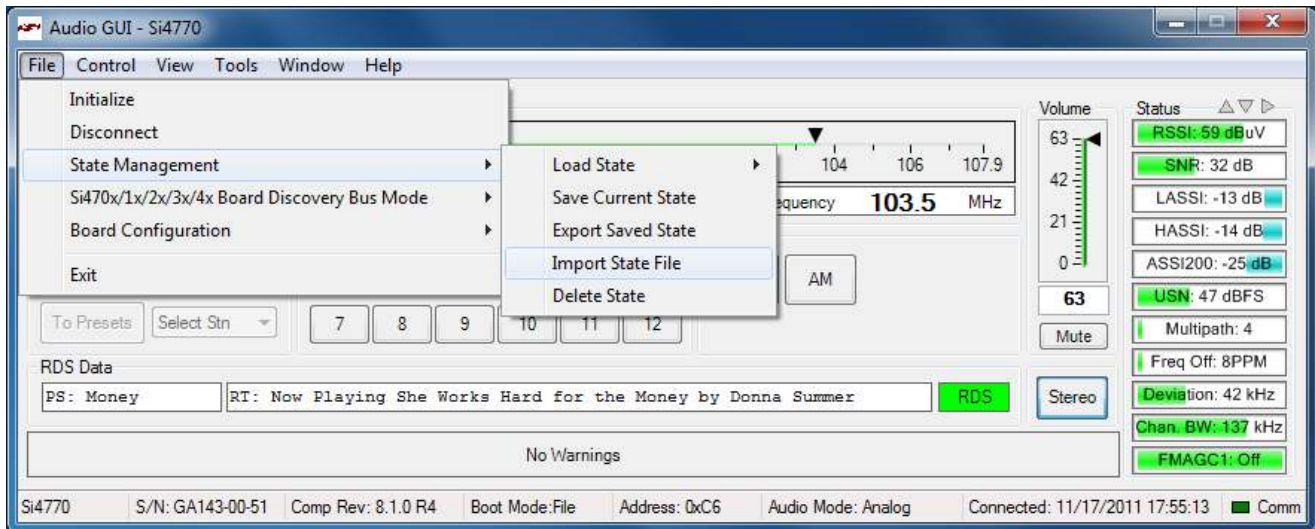 Audio GUI - Si4770
File Control View Tools Window Help
Initialize
Disconnect
State Management
Si470x/1x/2x/3x/4x Board Discovery Bus Mode
Board Configuration
Exit
Load State
Save Current State
Export Saved State
Import State File
Delete State
104 106 107.9
equency 103.5 MHz
AM
To Presets Select Stn 7 8 9 10 11 12
Volume
63
42
21
0
63
Mute
Stereo
Status
RSSI: 59 dBuV
SNR: 32 dB
LASSI: -13 dB
HASSI: -14 dB
ASSI200: -25 dB
USN: 47 dBFS
Multipath: 4
Freq Off: 8PPM
Deviation: 42 kHz
Chan. BW: 137 kHz
FMAGC1: Off
RDS Data
PS: Money RT: Now Playing She Works Hard for the Money by Donna Summer RDS
No Warnings
Si4770 S/N: GA143-00-51 Comp Rev: 8.1.0 R4 Boot Mode:File Address: 0xC6 Audio Mode: Analog Connected: 11/17/2011 17:55:13 Comm